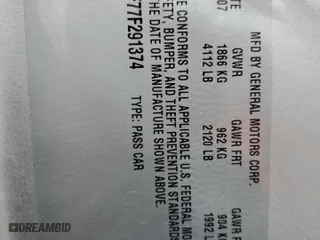 MFD BY GENERAL MOTORS CORP.
TE GVWR GAWR FRT GAWR
07 1866 KG 962 KG 904 KG
4112 LB 2120 LB 1992 L
E CONFORMS TO ALL APPLICABLE U.S. FEDERAL MO
FETY, BUMPER, AND THEFT PREVENTION STANDARDS
THE DATE OF MANUFACTURE SHOWN ABOVE.
77F291374 TYPE: PASS CAR
DREAMBID